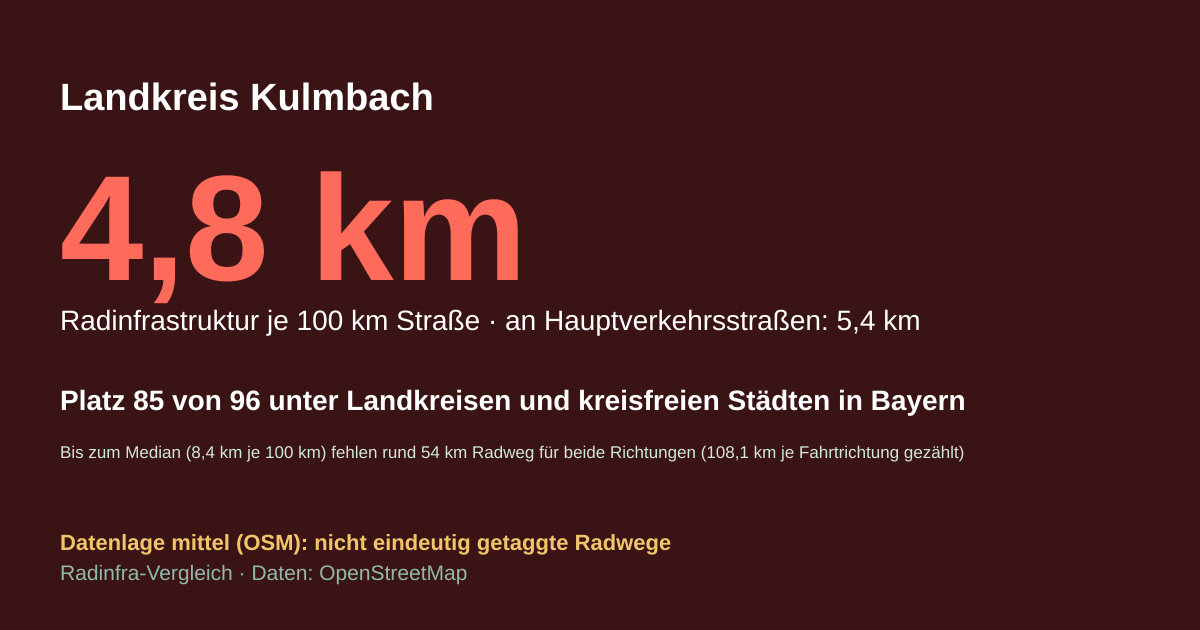 Landkreis Kulmbach
4,8 km
Radinfrastruktur je 100 km Straße · an Hauptverkehrsstraßen: 5,4 km
Platz 85 von 96 unter Landkreisen und kreisfreien Städten in Bayern
Bis zum Median (8,4 km je 100 km) fehlen rund 54 km Radweg für beide Richtungen (108,1 km je Fahrtrichtung gezählt)
Datenlage mittel (OSM): nicht eindeutig getaggte Radwege
Radinfra-Vergleich · Daten: OpenStreetMap